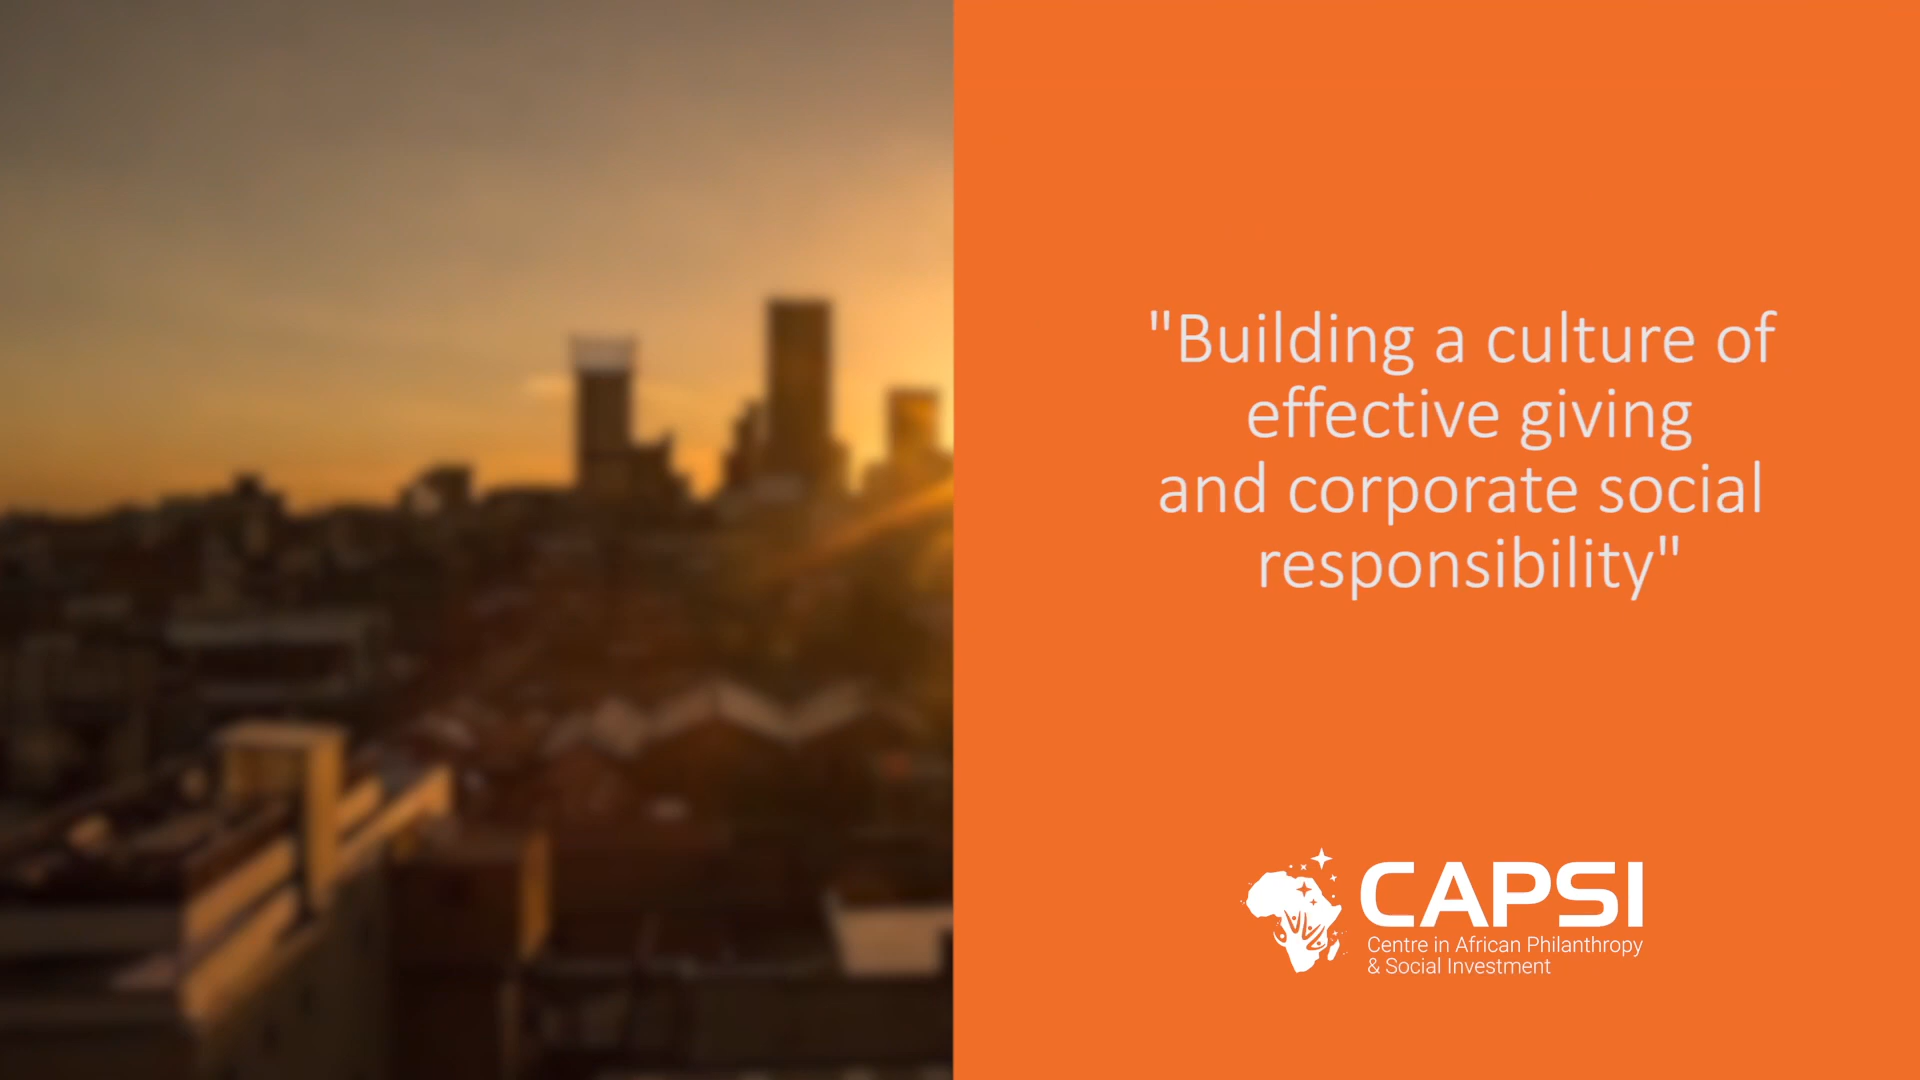 "Building a culture of
effective giving
and corporate social
responsibility"
CAPSI
Centre in African Philanthropy
& Social Investment